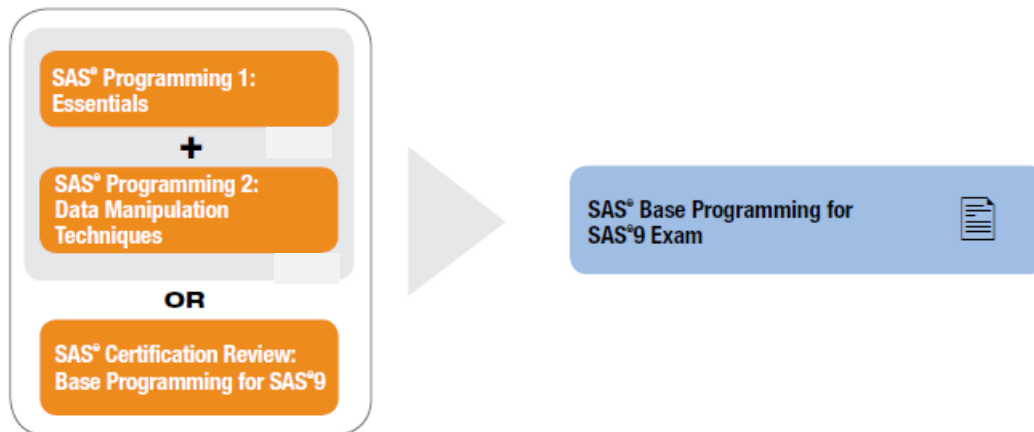 SAS® Programming 1:
Essentials
+
SAS® Programming 2:
Data Manipulation
Techniques
OR
SAS® Certification Review:
Base Programming for SAS®9
SAS® Base Programming for
SAS®9 Exam